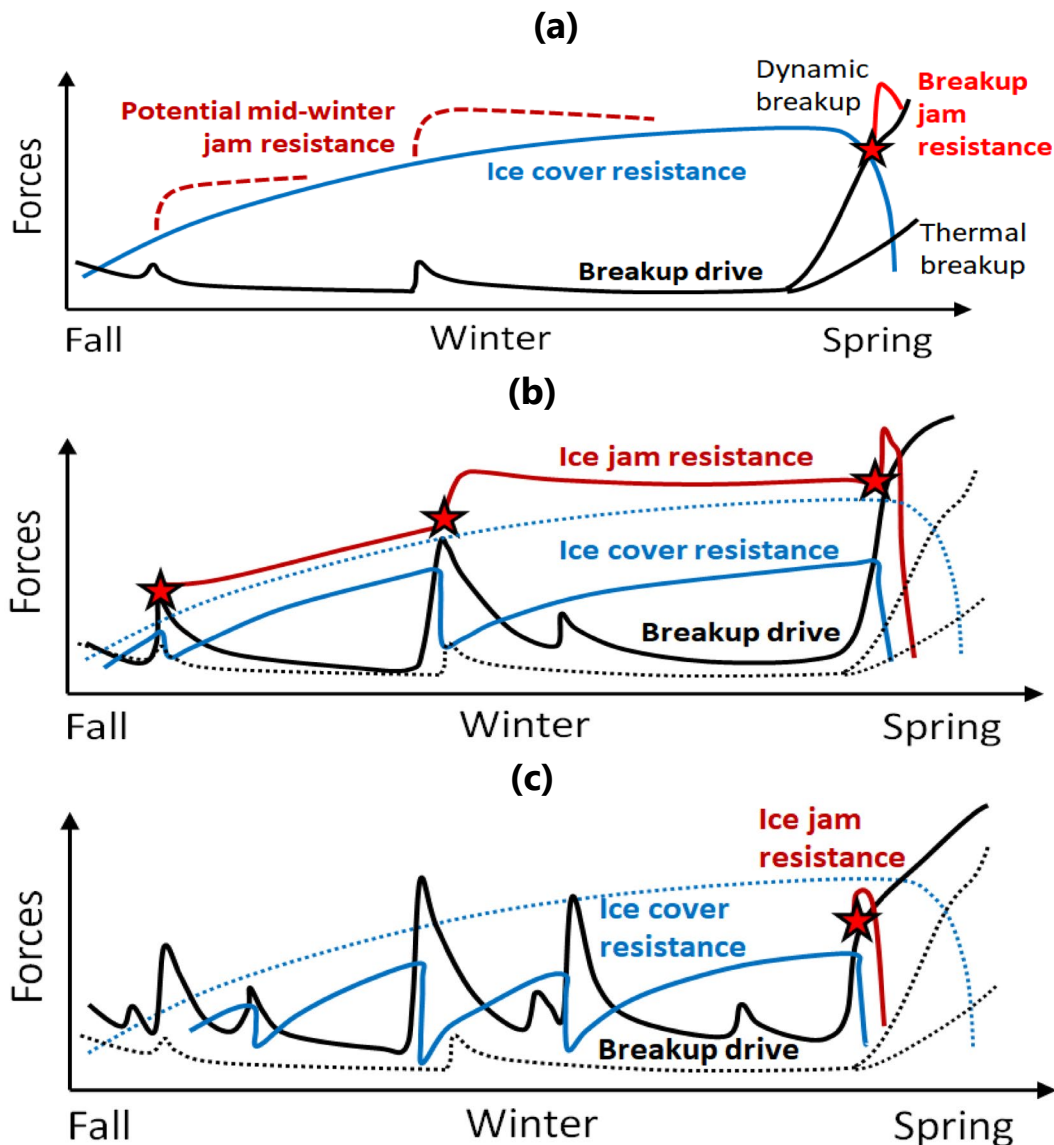 (a)
Dynamic
breakup
Breakup
jam
resistance
Potential mid-winter
jam resistance
Ice cover resistance
Forces
Thermal
breakup
Breakup drive
Fall
Winter
Spring
(b)
Ice jam resistance
Ice cover resistance
Forces
Breakup drive
Fall
Winter
Spring
(c)
Ice jam
resistance
Ice cover
resistance
Forces
Breakup drive
Fall
Winter
Spring